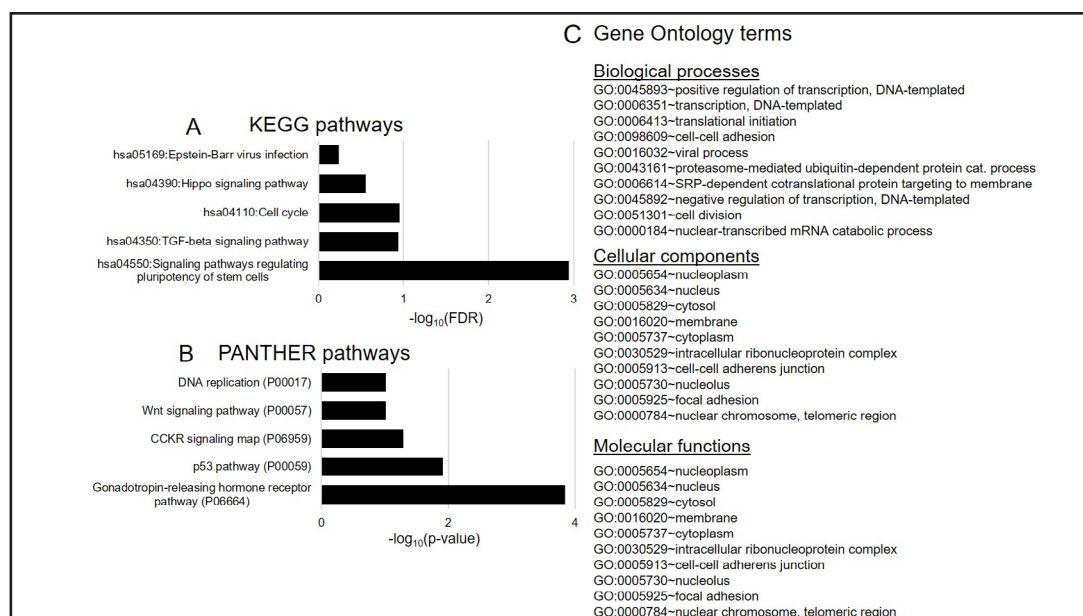 A KEGG pathways
hsa05169:Epstein-Barr virus infection
hsa04390:Hippo signaling pathway
hsa04110:Cell cycle
hsa04350:TGF-beta signaling pathway
hsa04550:Signaling pathways regulating
pluripotency of stem cells
0 1 2 3
-log10(FDR)
B PANTHER pathways
DNA replication (P00017)
Wnt signaling pathway (P00057)
CCKR signaling map (P06959)
p53 pathway (P00059)
Gonadotropin-releasing hormone receptor
pathway (P06664)
0 2 4
-log10(p-value)
C Gene Ontology terms
Biological processes
GO:0045893~positive regulation of transcription, DNA-templated
GO:0006351~transcription, DNA-templated
GO:0006413~translational initiation
GO:0098609~cell-cell adhesion
GO:0016032~viral process
GO:0043161~proteasome-mediated ubiquitin-dependent protein cat. process
GO:0006614~SRP-dependent cotranslational protein targeting to membrane
GO:0045892~negative regulation of transcription, DNA-templated
GO:0051301~cell division
GO:0000184~nuclear-transcribed mRNA catabolic process
Cellular components
GO:0005654~nucleoplasm
GO:0005634~nucleus
GO:0005829~cytosol
GO:0016020~membrane
GO:0005737~cytoplasm
GO:0030529~intracellular ribonucleoprotein complex
GO:0005913~cell-cell adherens junction
GO:0005730~nucleolus
GO:0005925~focal adhesion
GO:0000784~nuclear chromosome, telomeric region
Molecular functions
GO:0005654~nucleoplasm
GO:0005634~nucleus
GO:0005829~cytosol
GO:0016020~membrane
GO:0005737~cytoplasm
GO:0030529~intracellular ribonucleoprotein complex
GO:0005913~cell-cell adherens junction
GO:0005730~nucleolus
GO:0005925~focal adhesion
GO:0000784~nuclear chromosome, telomeric region